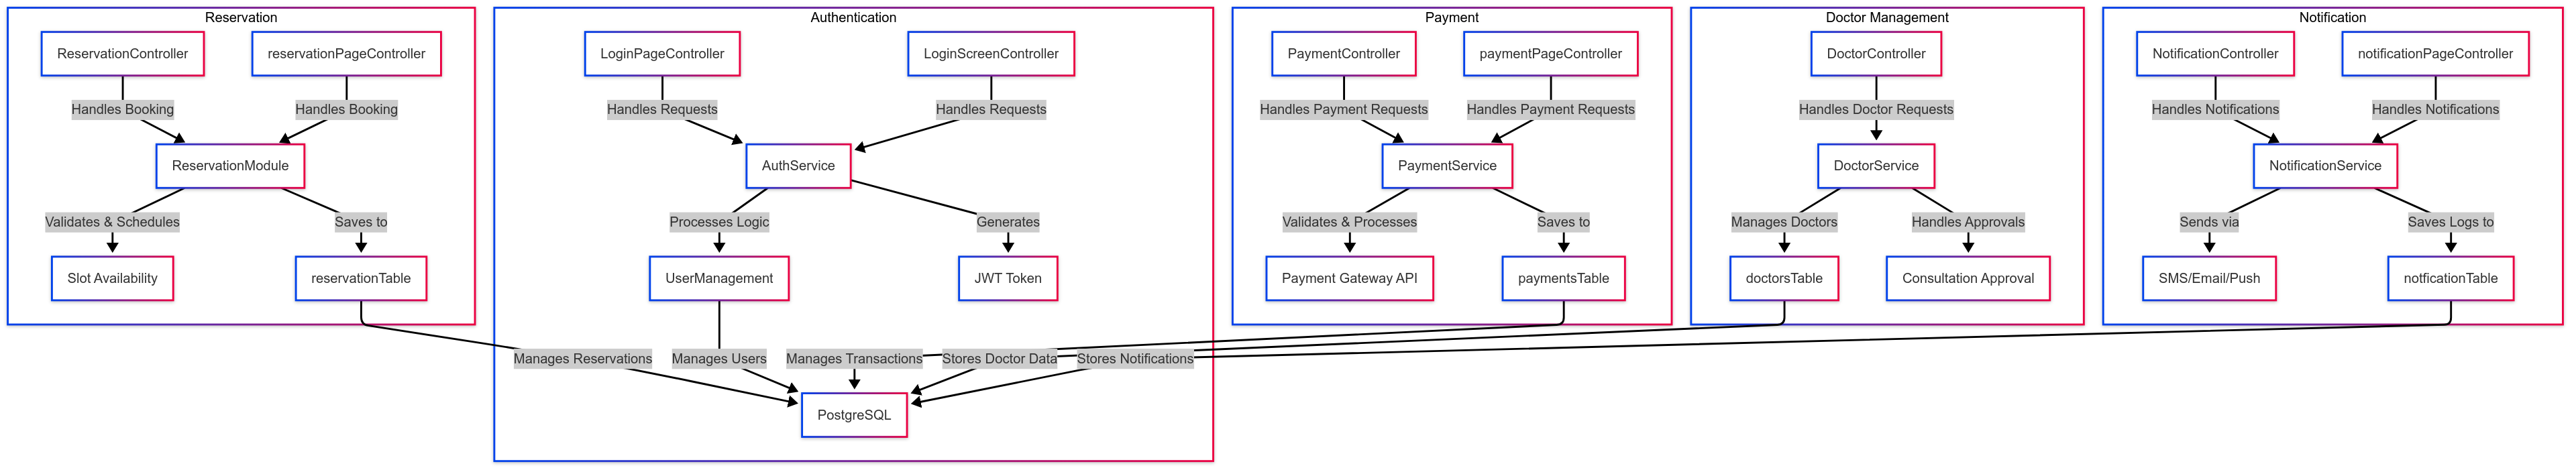 Reservation
Authentication
Payment
Doctor Management
Notification
ReservationController
reservationPageController
LoginPageController
LoginScreenController
PaymentController
paymentPageController
DoctorController
NotificationController
notificationPageController
Handles Booking
Handles Booking
Handles Requests
Handles Requests
Handles Payment Requests
Handles Payment Requests
Handles Doctor Requests
Handles Notifications
Handles Notifications
ReservationModule
AuthService
PaymentService
DoctorService
NotificationService
Validates & Schedules
Saves to
Processes Logic
Generates
Validates & Processes
Saves to
Manages Doctors
Handles Approvals
Sends via
Saves Logs to
Slot Availability
reservationTable
UserManagement
JWT Token
Payment Gateway API
paymentsTable
doctorsTable
Consultation Approval
SMS/Email/Push
notficationTable
Manages Reservations
Manages Users
Manages Transactions
Stores Doctor Data
Stores Notifications
PostgreSQL